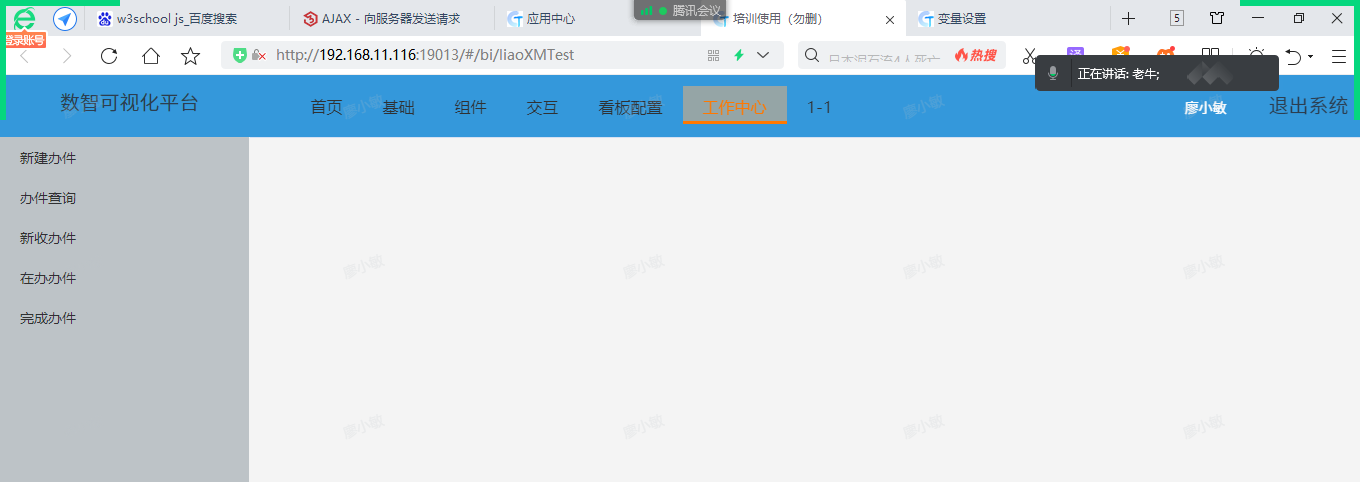 w3school js_百度搜索
AJAX - 向服务器发送请求
应用中心
腾讯会议
培训使用（勿删）
变量设置
5
登录账号
http://192.168.11.116:19013/#/bi/liaoXMTest
热搜
译
正在讲话: 老牛;
数智可视化平台
首页
基础
组件
交互
看板配置
工作中心
1-1
廖小敏
退出系统
新建办件
办件查询
新收办件
在办办件
完成办件
廖小敏
廖小敏
廖小敏
廖小敏
廖小敏
廖小敏
廖小敏
廖小敏
廖小敏
廖小敏
廖小敏